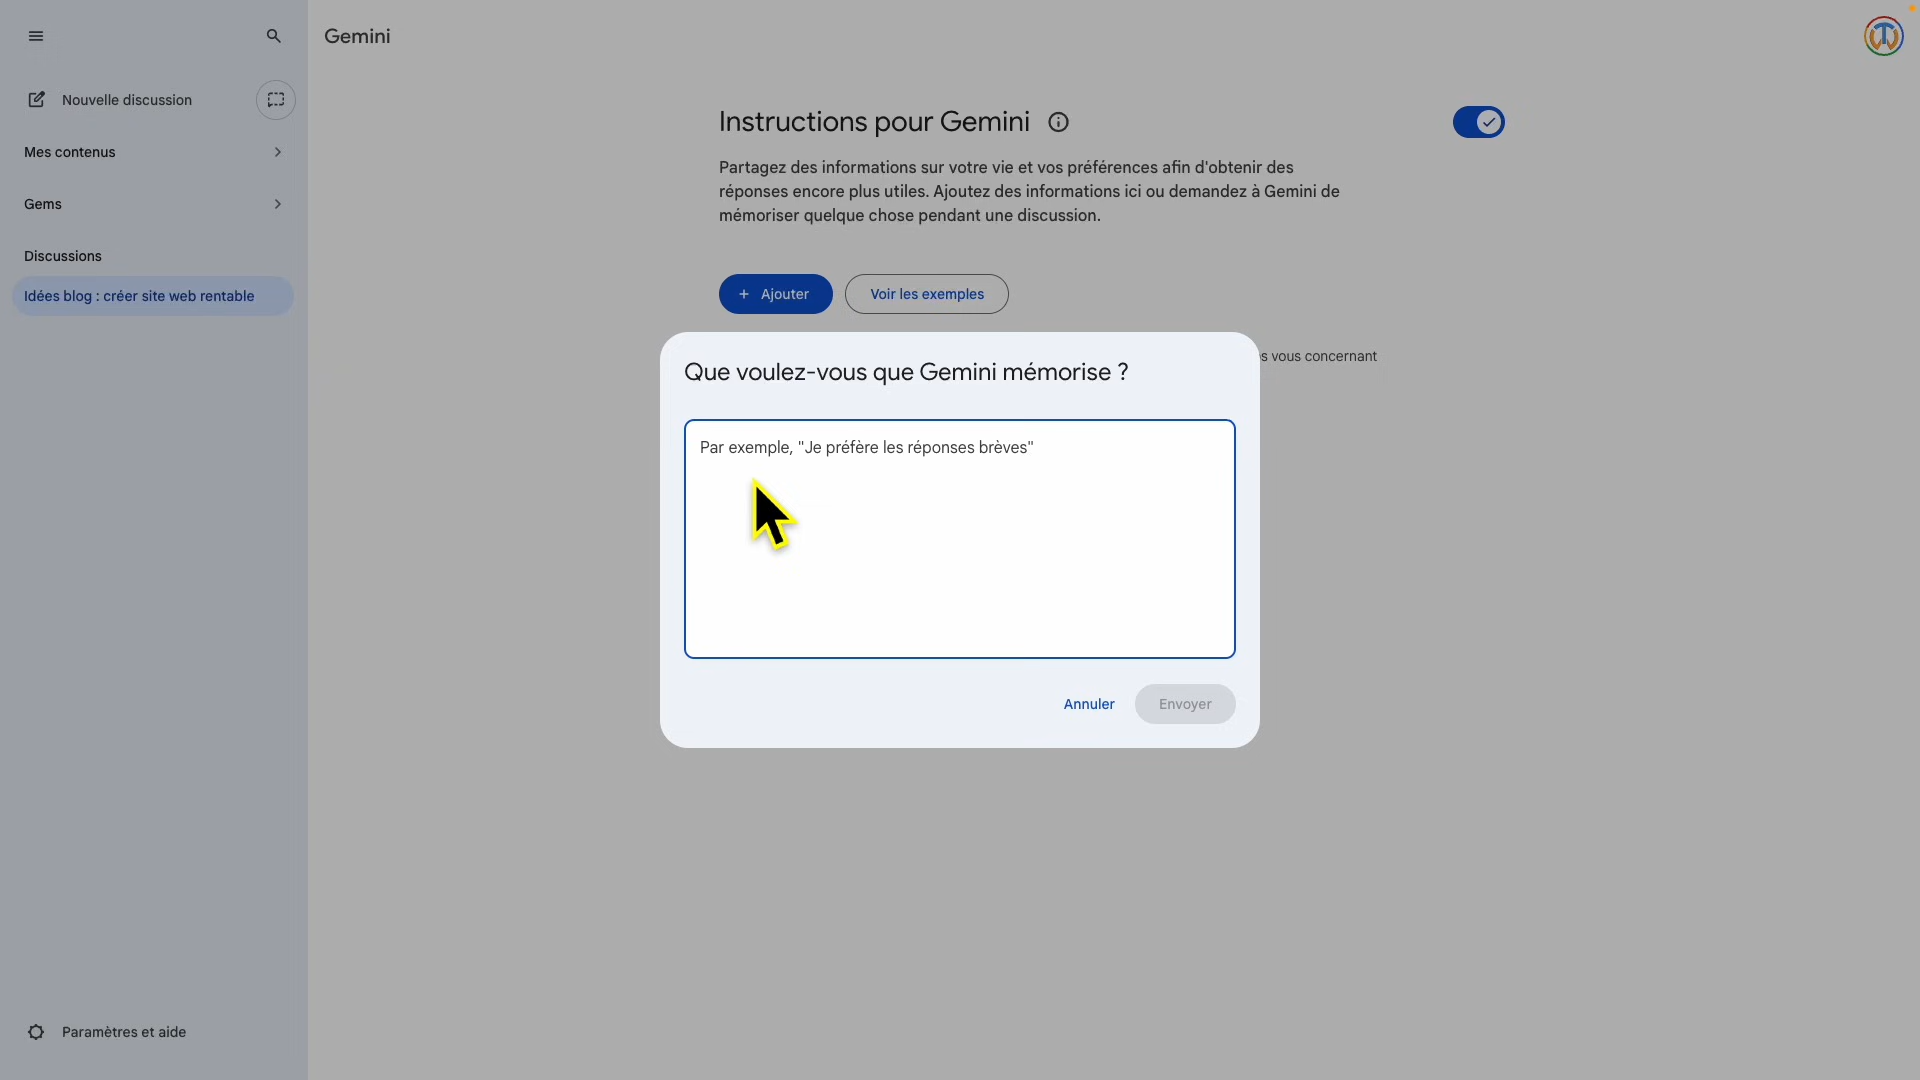 Gemini
Nouvelle discussion
Mes contenus
Gems
Discussions
Idées blog : créer site web rentable
Paramètres et aide
Instructions pour Gemini
Partagez des informations sur votre vie et vos préférences afin d'obtenir des
réponses encore plus utiles. Ajoutez des informations ici ou demandez à Gemini de
mémoriser quelque chose pendant une discussion.
Ajouter
Voir les exemples
vous concernant
Que voulez-vous que Gemini mémorise ?
Par exemple, "Je préfère les réponses brèves"
Annuler
Envoyer